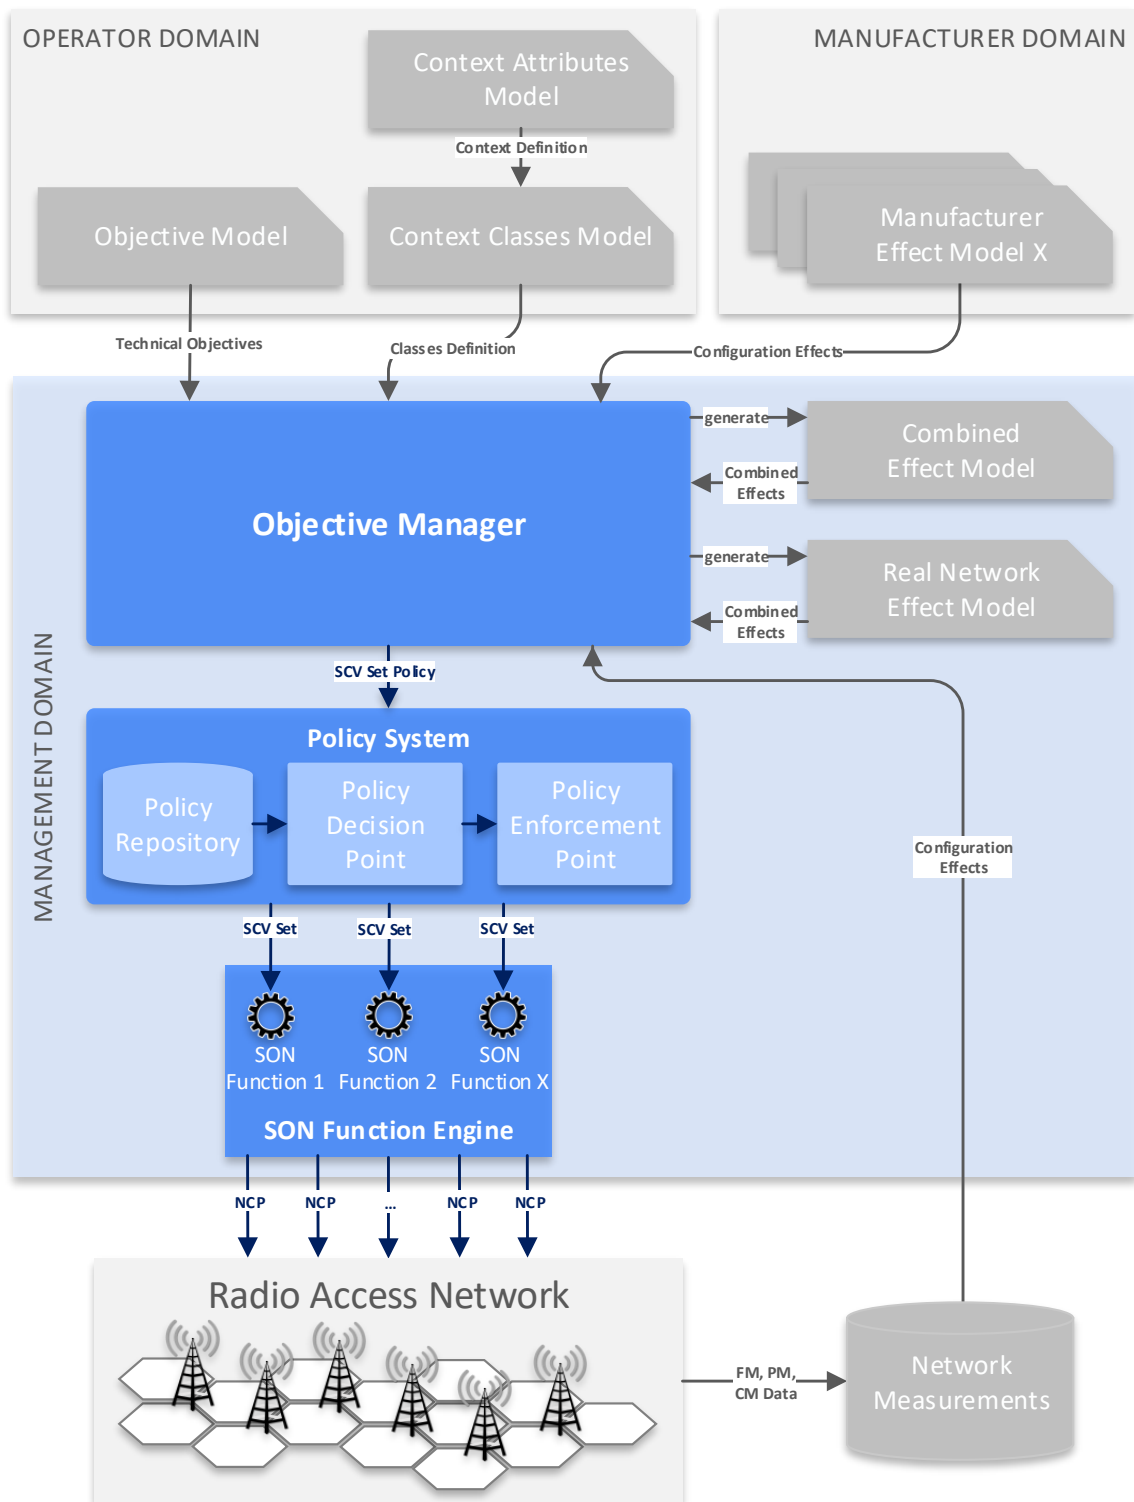 OPERATOR DOMAIN
MANUFACTURER DOMAIN
Context Attributes
Model
Context Definition
Objective Model
Context Classes Model
Manufacturer
Effect Model X
Technical Objectives
Classes Definition
Configuration Effects
MANAGEMENT DOMAIN
Objective Manager
generate
Combined
Effect Model
Combined
Effects
generate
Real Network
Effect Model
Combined
Effects
SCV Set Policy
Policy System
Policy
Repository
Policy
Decision
Point
Policy
Enforcement
Point
Configuration
Effects
SCV Set
SCV Set
SCV Set
SON
Function 1
SON
Function 2
SON
Function X
SON Function Engine
NCP
NCP
...
NCP
NCP
Radio Access Network
FM, PM,
CM Data
Network
Measurements